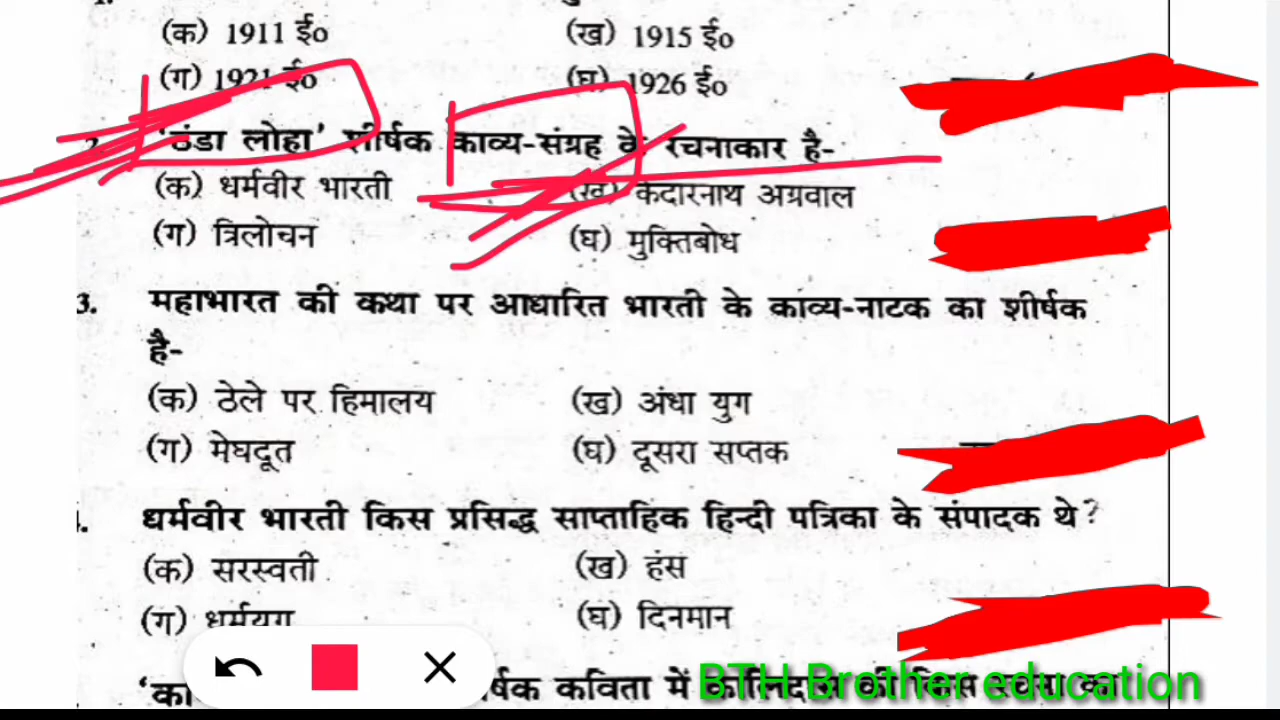 (क) 1911 ई० (ख) 1915 ई०
(ग) 1921 ई० (घ) 1926 ई०
2. 'ठंडा लोहा' शीर्षक काव्य-संग्रह के रचनाकार है-
(क) धर्मवीर भारती (ख) केदारनाथ अग्रवाल
(ग) त्रिलोचन (घ) मुक्तिबोध
3. महाभारत की कथा पर आधारित भारती के काव्य-नाटक का शीर्षक
है-
(क) ठेले पर हिमालय (ख) अंधा युग
(ग) मेघदूत (घ) दूसरा सप्तक
धर्मवीर भारती किस प्रसिद्ध साप्ताहिक हिन्दी पत्रिका के संपादक थे?
(क) सरस्वती (ख) हंस
(ग) धर्मयुग (घ) दिनमान
कविता में कालिदास की किस
BTH Brother education